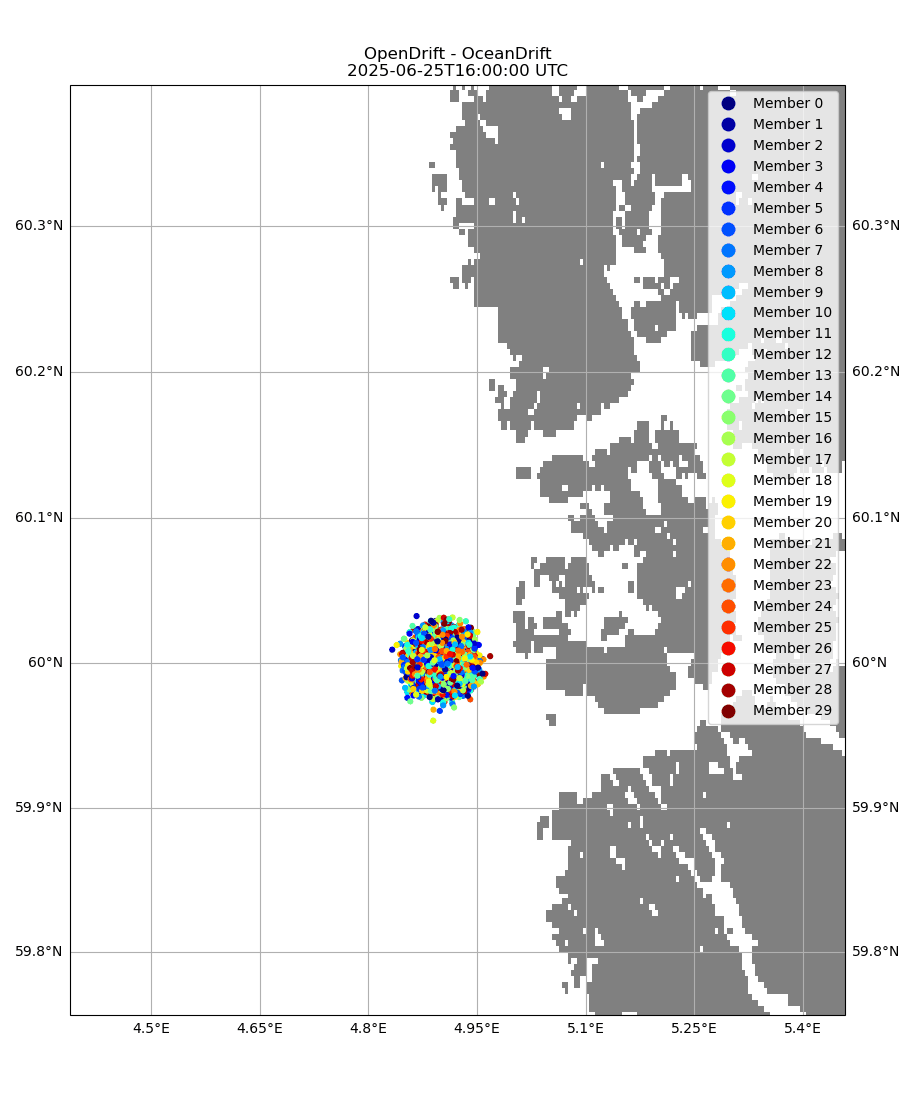 OpenDrift - OceanDrift
2025-06-25T16:00:00 UTC
Member 0
Member 1
Member 2
Member 3
Member 4
Member 5
Member 6
Member 7
Member 8
Member 9
Member 10
Member 11
Member 12
Member 13
Member 14
Member 15
Member 16
Member 17
Member 18
Member 19
Member 20
Member 21
Member 22
Member 23
Member 24
Member 25
Member 26
Member 27
Member 28
Member 29
60.3°N 60.3°N
60.2°N 60.2°N
60.1°N 60.1°N
60°N 60°N
59.9°N 59.9°N
59.8°N 59.8°N
4.5°E 4.65°E 4.8°E 4.95°E 5.1°E 5.25°E 5.4°E